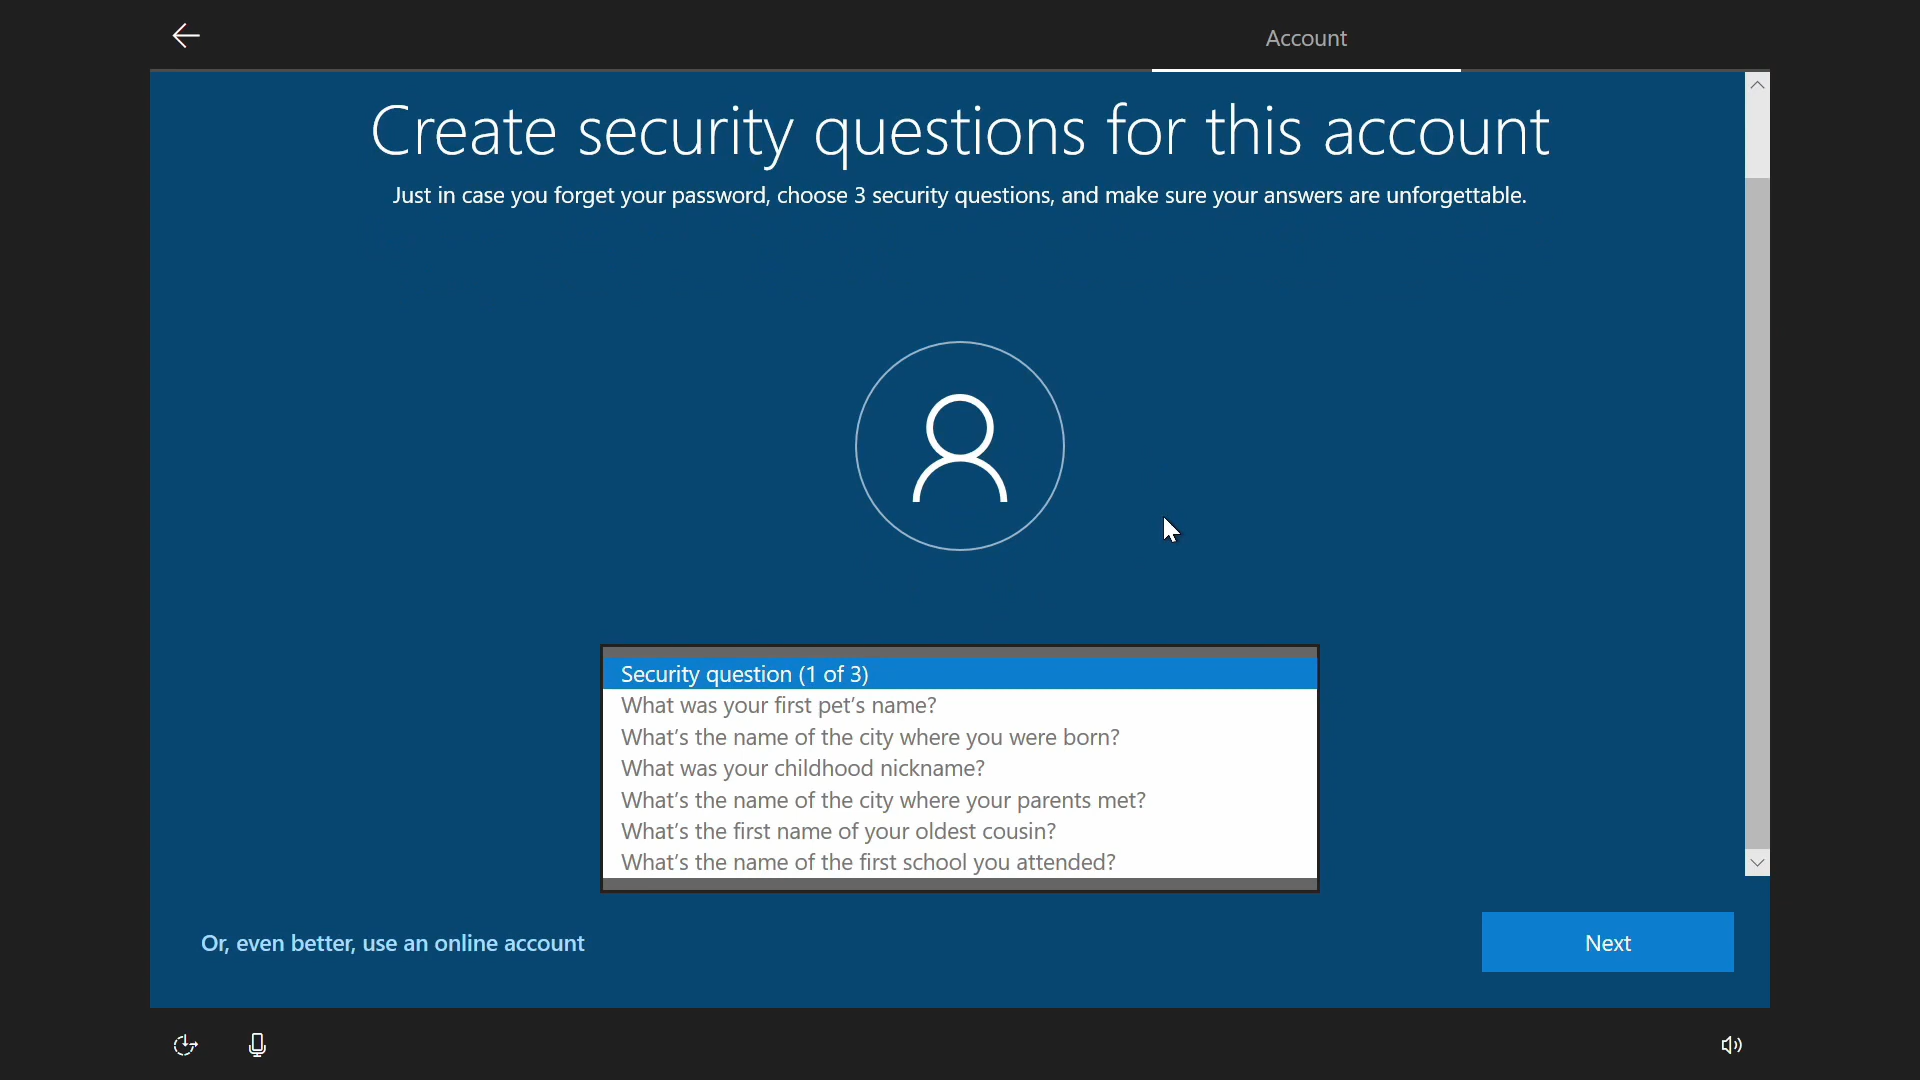 Account
Create security questions for this account
Just in case you forget your password, choose 3 security questions, and make sure your answers are unforgettable.
Security question (1 of 3)
What was your first pet’s name?
What’s the name of the city where you were born?
What was your childhood nickname?
What’s the name of the city where your parents met?
What’s the first name of your oldest cousin?
What’s the name of the first school you attended?
Or, even better, use an online account
Next